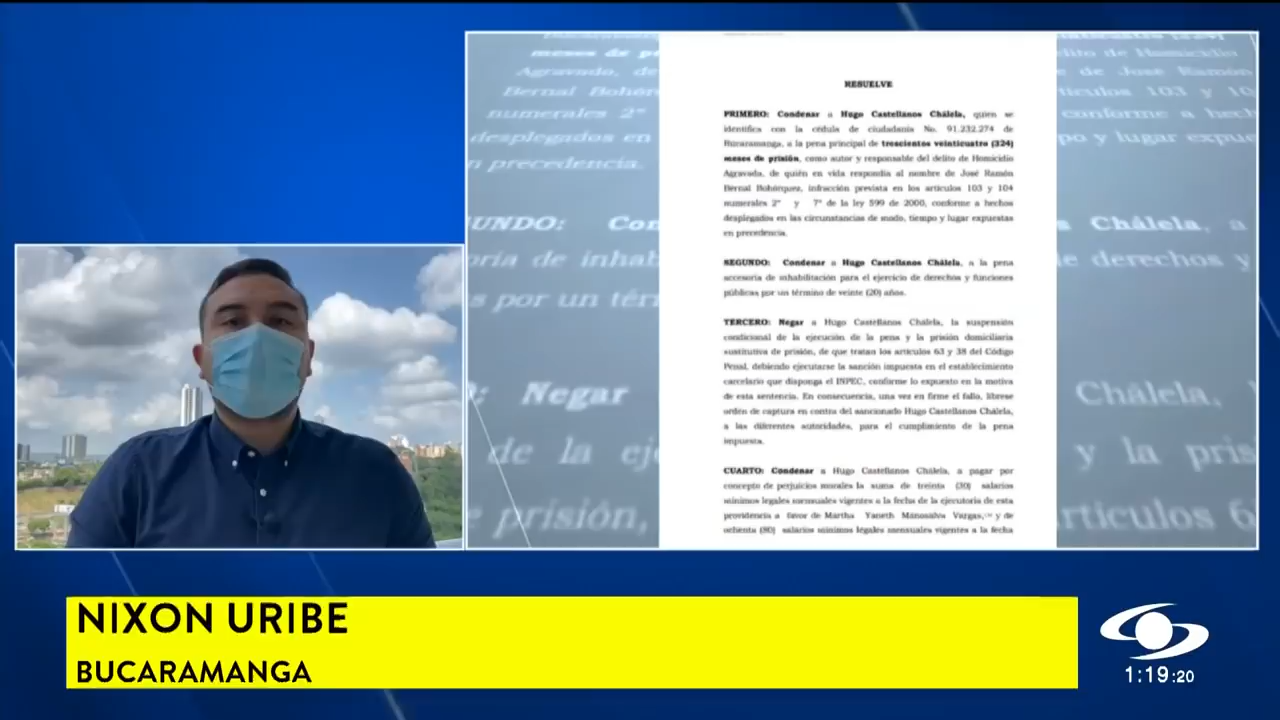 RESUELVE
PRIMERO: Condenar a Hugo Castellanos Chálela, quien se
identifica con la cédula de ciudadanía No. 91.232.274 de
Bucaramanga, a la pena principal de trescientos veinticuatro (324)
meses de prisión, como autor y responsable del delito de Homicidio
Agravado, de quién en vida respondía al nombre de José Ramón
Bernal Bohórquez, infracción prevista en los artículos 103 y 104
numerales 2° y 7° de la ley 599 de 2000, conforme a hechos
desplegados en las circunstancias de modo, tiempo y lugar expuestas
en precedencia.
SEGUNDO: Condenar a Hugo Castellanos Chálela, a la pena
accesoria de inhabilitación para el ejercicio de derechos y funciones
públicas por un término de veinte (20) años.
TERCERO: Negar a Hugo Castellanos Chálela, la suspensión
condicional de la ejecución de la pena y la prisión domiciliaria
sustitutiva de prisión, de que tratan los artículos 63 y 38 del Código
Penal, debiendo ejecutarse la sanción impuesta en el establecimiento
carcelario que disponga el INPEC, conforme lo expuesto en la motiva
de esta sentencia. En consecuencia, una vez en firme el fallo, líbrese
orden de captura en contra del sancionado Hugo Castellanos Chálela,
a las diferentes autoridades, para el cumplimiento de la pena
impuesta.
CUARTO: Condenar a Hugo Castellanos Chálela, a pagar por
concepto de perjuicios morales la suma de treinta (30) salarios
mínimos legales mensuales vigentes a la fecha de la ejecutoria de esta
providencia a favor de Martha Yaneth Manosalva Vargas, y de
ochenta (80) salarios mínimos legales mensuales vigentes a la fecha
NIXON URIBE
BUCARAMANGA
1:19:20